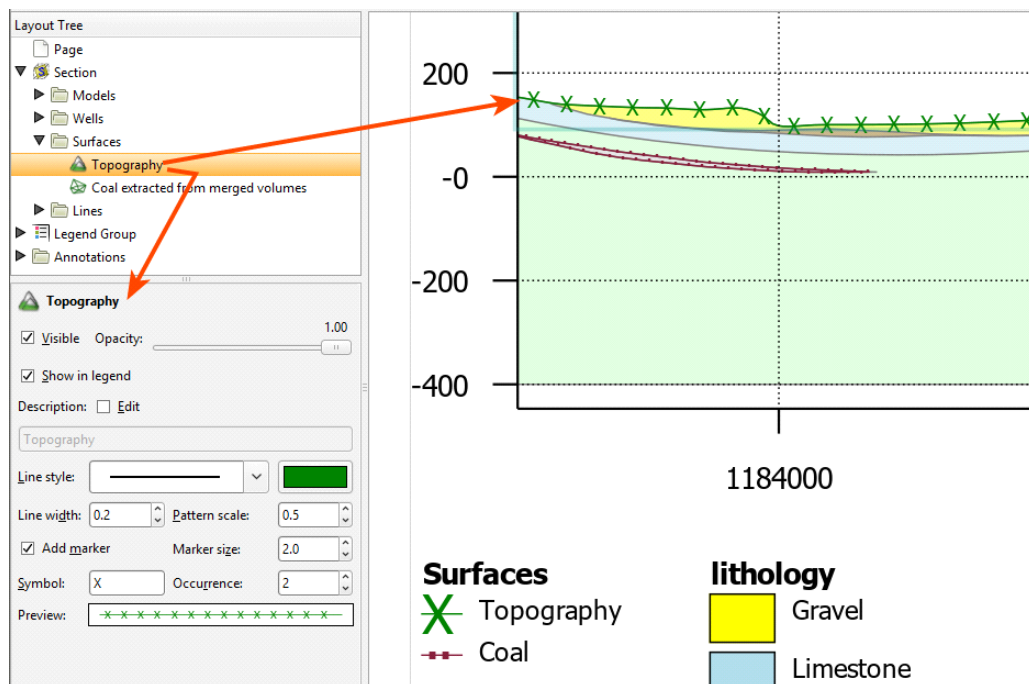 Layout Tree
Page
Section
Models
Wells
Surfaces
Topography
Coal extracted from merged volumes
Lines
Legend Group
Annotations
Topography
Visible Opacity: 1.00
Show in legend
Description: Edit
Topography
Line style:
Line width: 0.2 Pattern scale: 0.5
Add marker Marker size: 2.0
Symbol: X Occurrence: 2
Preview:
200
-0
-200
-400
1184000
Surfaces
Topography
Coal
lithology
Gravel
Limestone